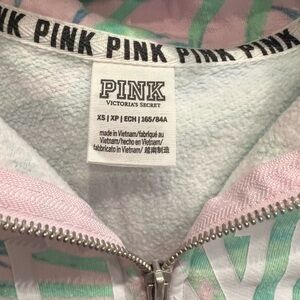 NK PINK PINK PINK PINK
PINK
VICTORIA'S SECRET
XS | XP | ECH | 165/84A
made in Vietnam/fabriqué au
Vietnam/hecho en Vietnam/
fabbricato in Vietnam/ 越南制造